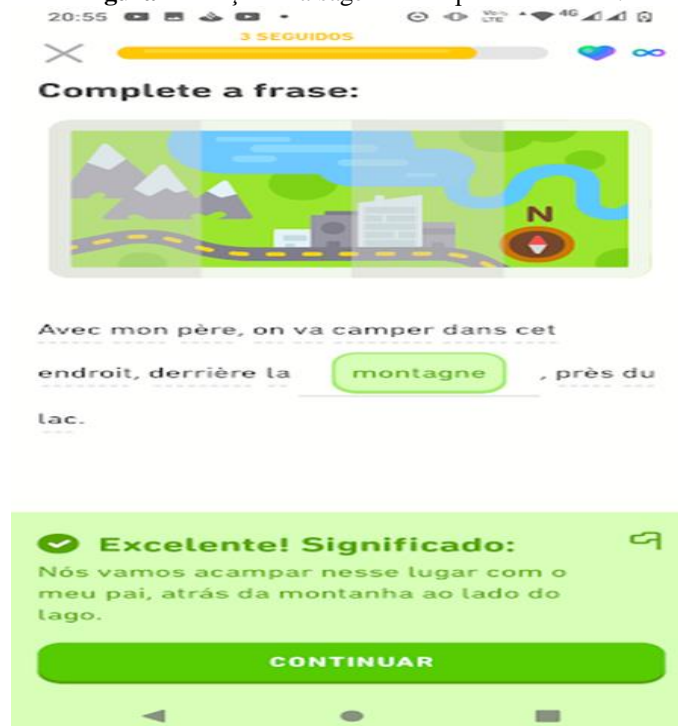 20:55
4G
3 SEGUIDOS
Complete a frase:
N
Avec mon père, on va camper dans cet
endroit, derrière la montagne, près du
lac.
Excelente! Significado:
Nós vamos acampar nesse lugar com o
meu pai, atrás da montanha ao lado do
lago.
CONTINUAR